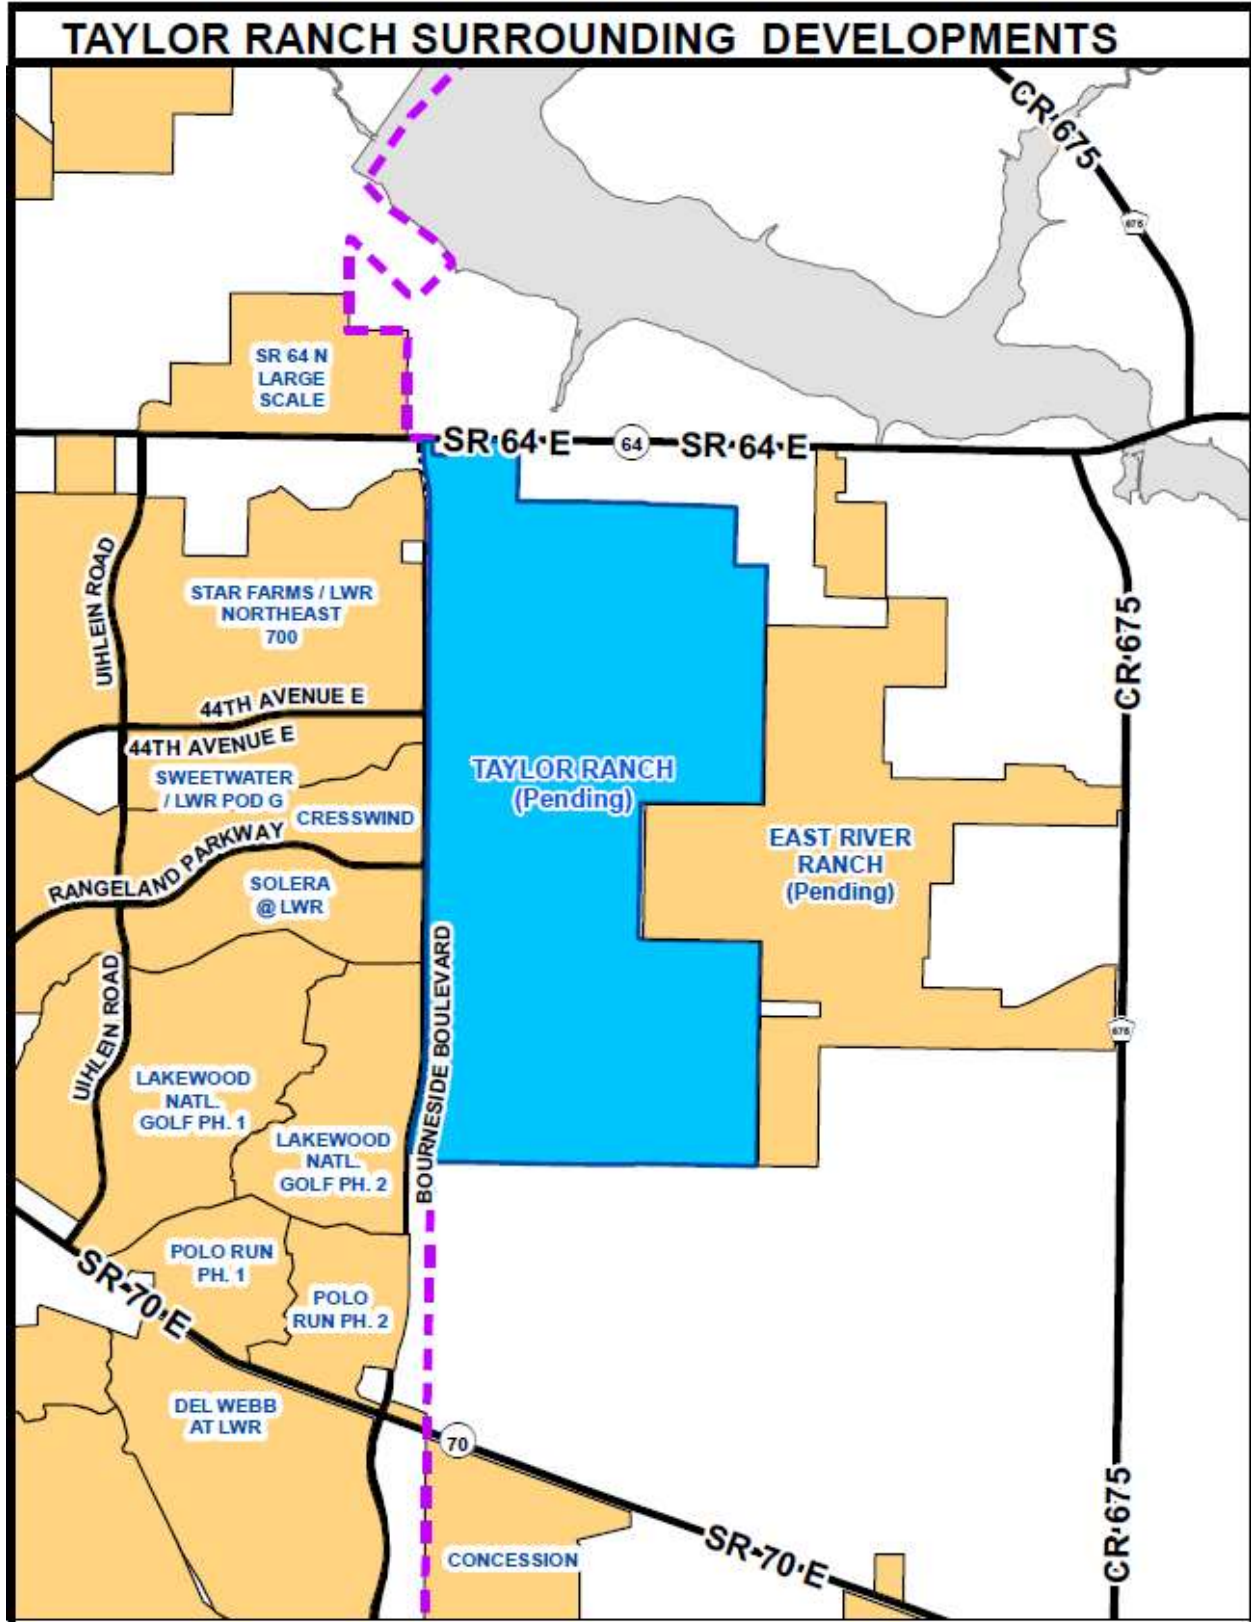 TAYLOR RANCH SURROUNDING DEVELOPMENTS
CR 675
675
SR 64 N
LARGE
SCALE
SR 64 E
64
SR 64 E
UIHLEIN ROAD
STAR FARMS / LWR
NORTHEAST
700
CR 675
44TH AVENUE E
44TH AVENUE E
SWEETWATER
/ LWR POD G
CRESSWIND
TAYLOR RANCH
(Pending)
RANGELAND PARKWAY
EAST RIVER
RANCH
(Pending)
SOLERA
@ LWR
UIHLEIN ROAD
BOURNESIDE BOULEVARD
675
LAKEWOOD
NATL.
GOLF PH. 1
LAKEWOOD
NATL.
GOLF PH. 2
POLO RUN
PH. 1
SR 70 E
POLO
RUN PH. 2
DEL WEBB
AT LWR
70
CR 675
SR 70 E
CONCESSION